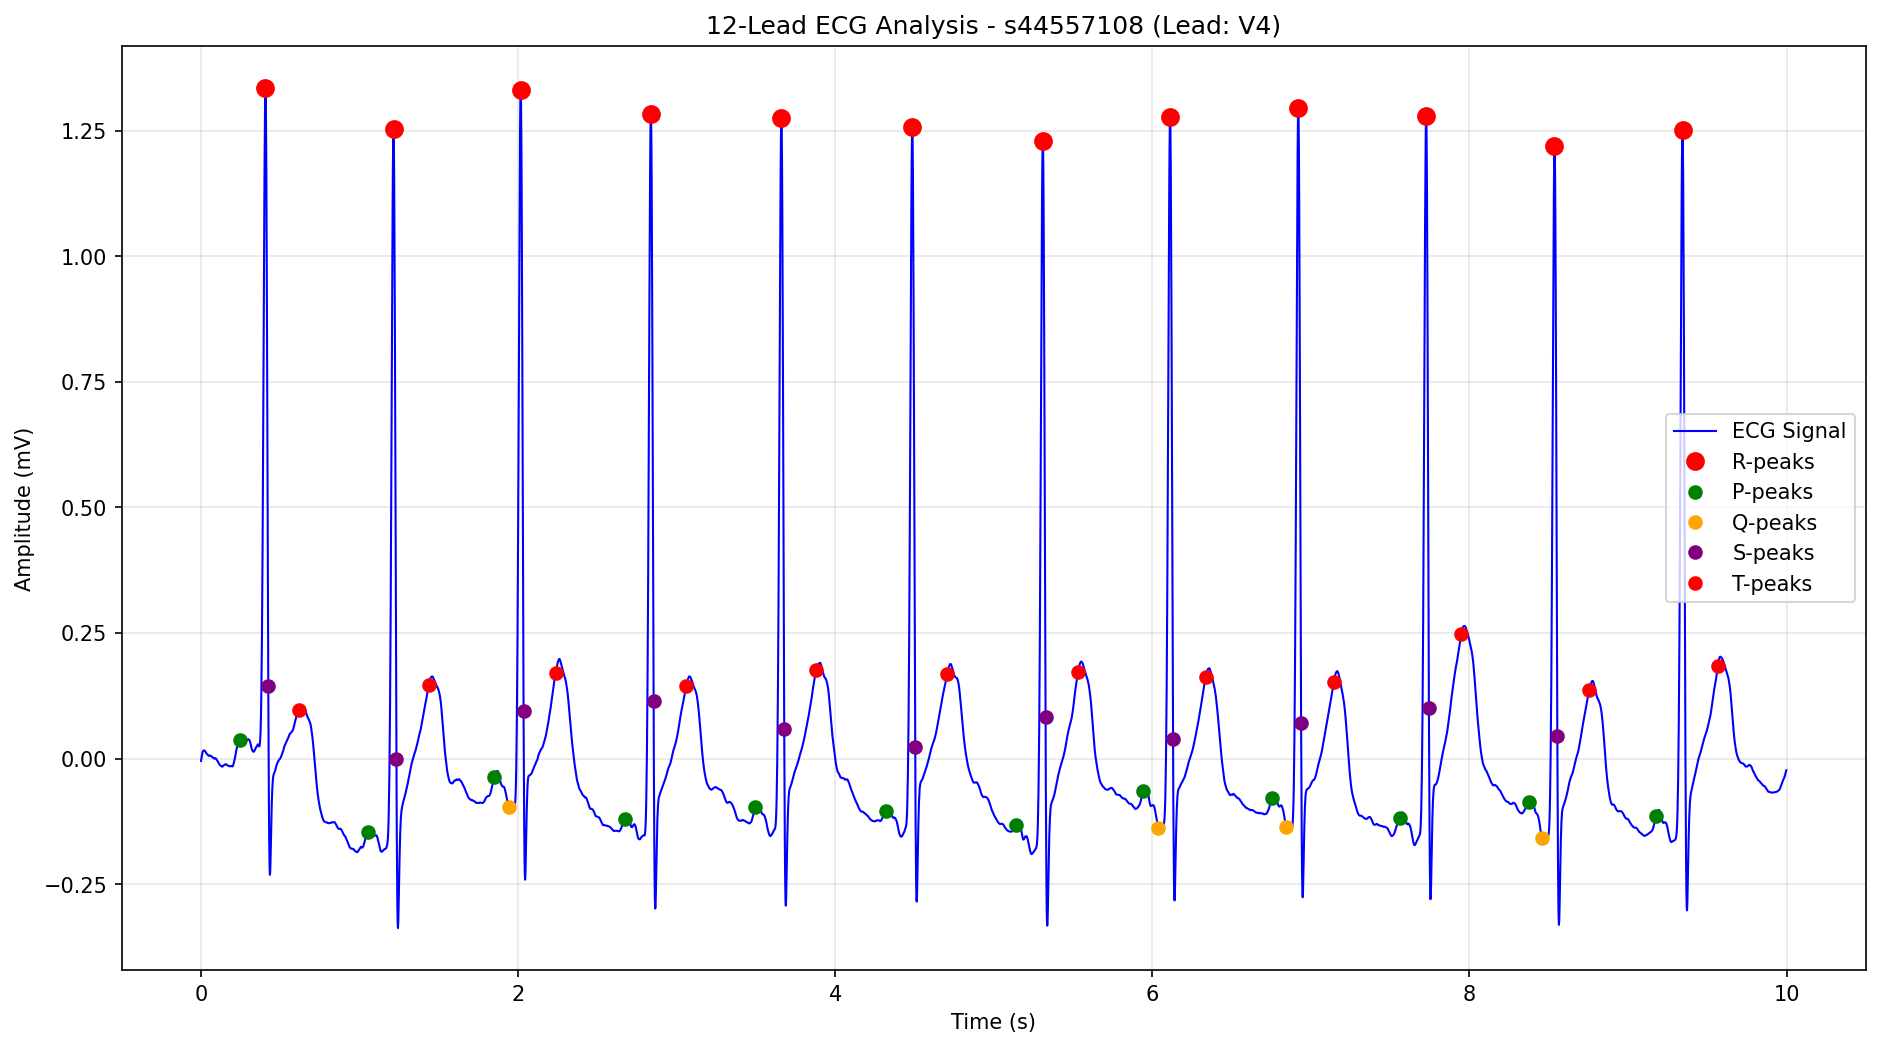 12-Lead ECG Analysis - s44557108 (Lead: V4)
Amplitude (mV)
1.25
1.00
0.75
0.50
0.25
0.00
−0.25
ECG Signal
R-peaks
P-peaks
Q-peaks
S-peaks
T-peaks
0 2 4 6 8 10
Time (s)